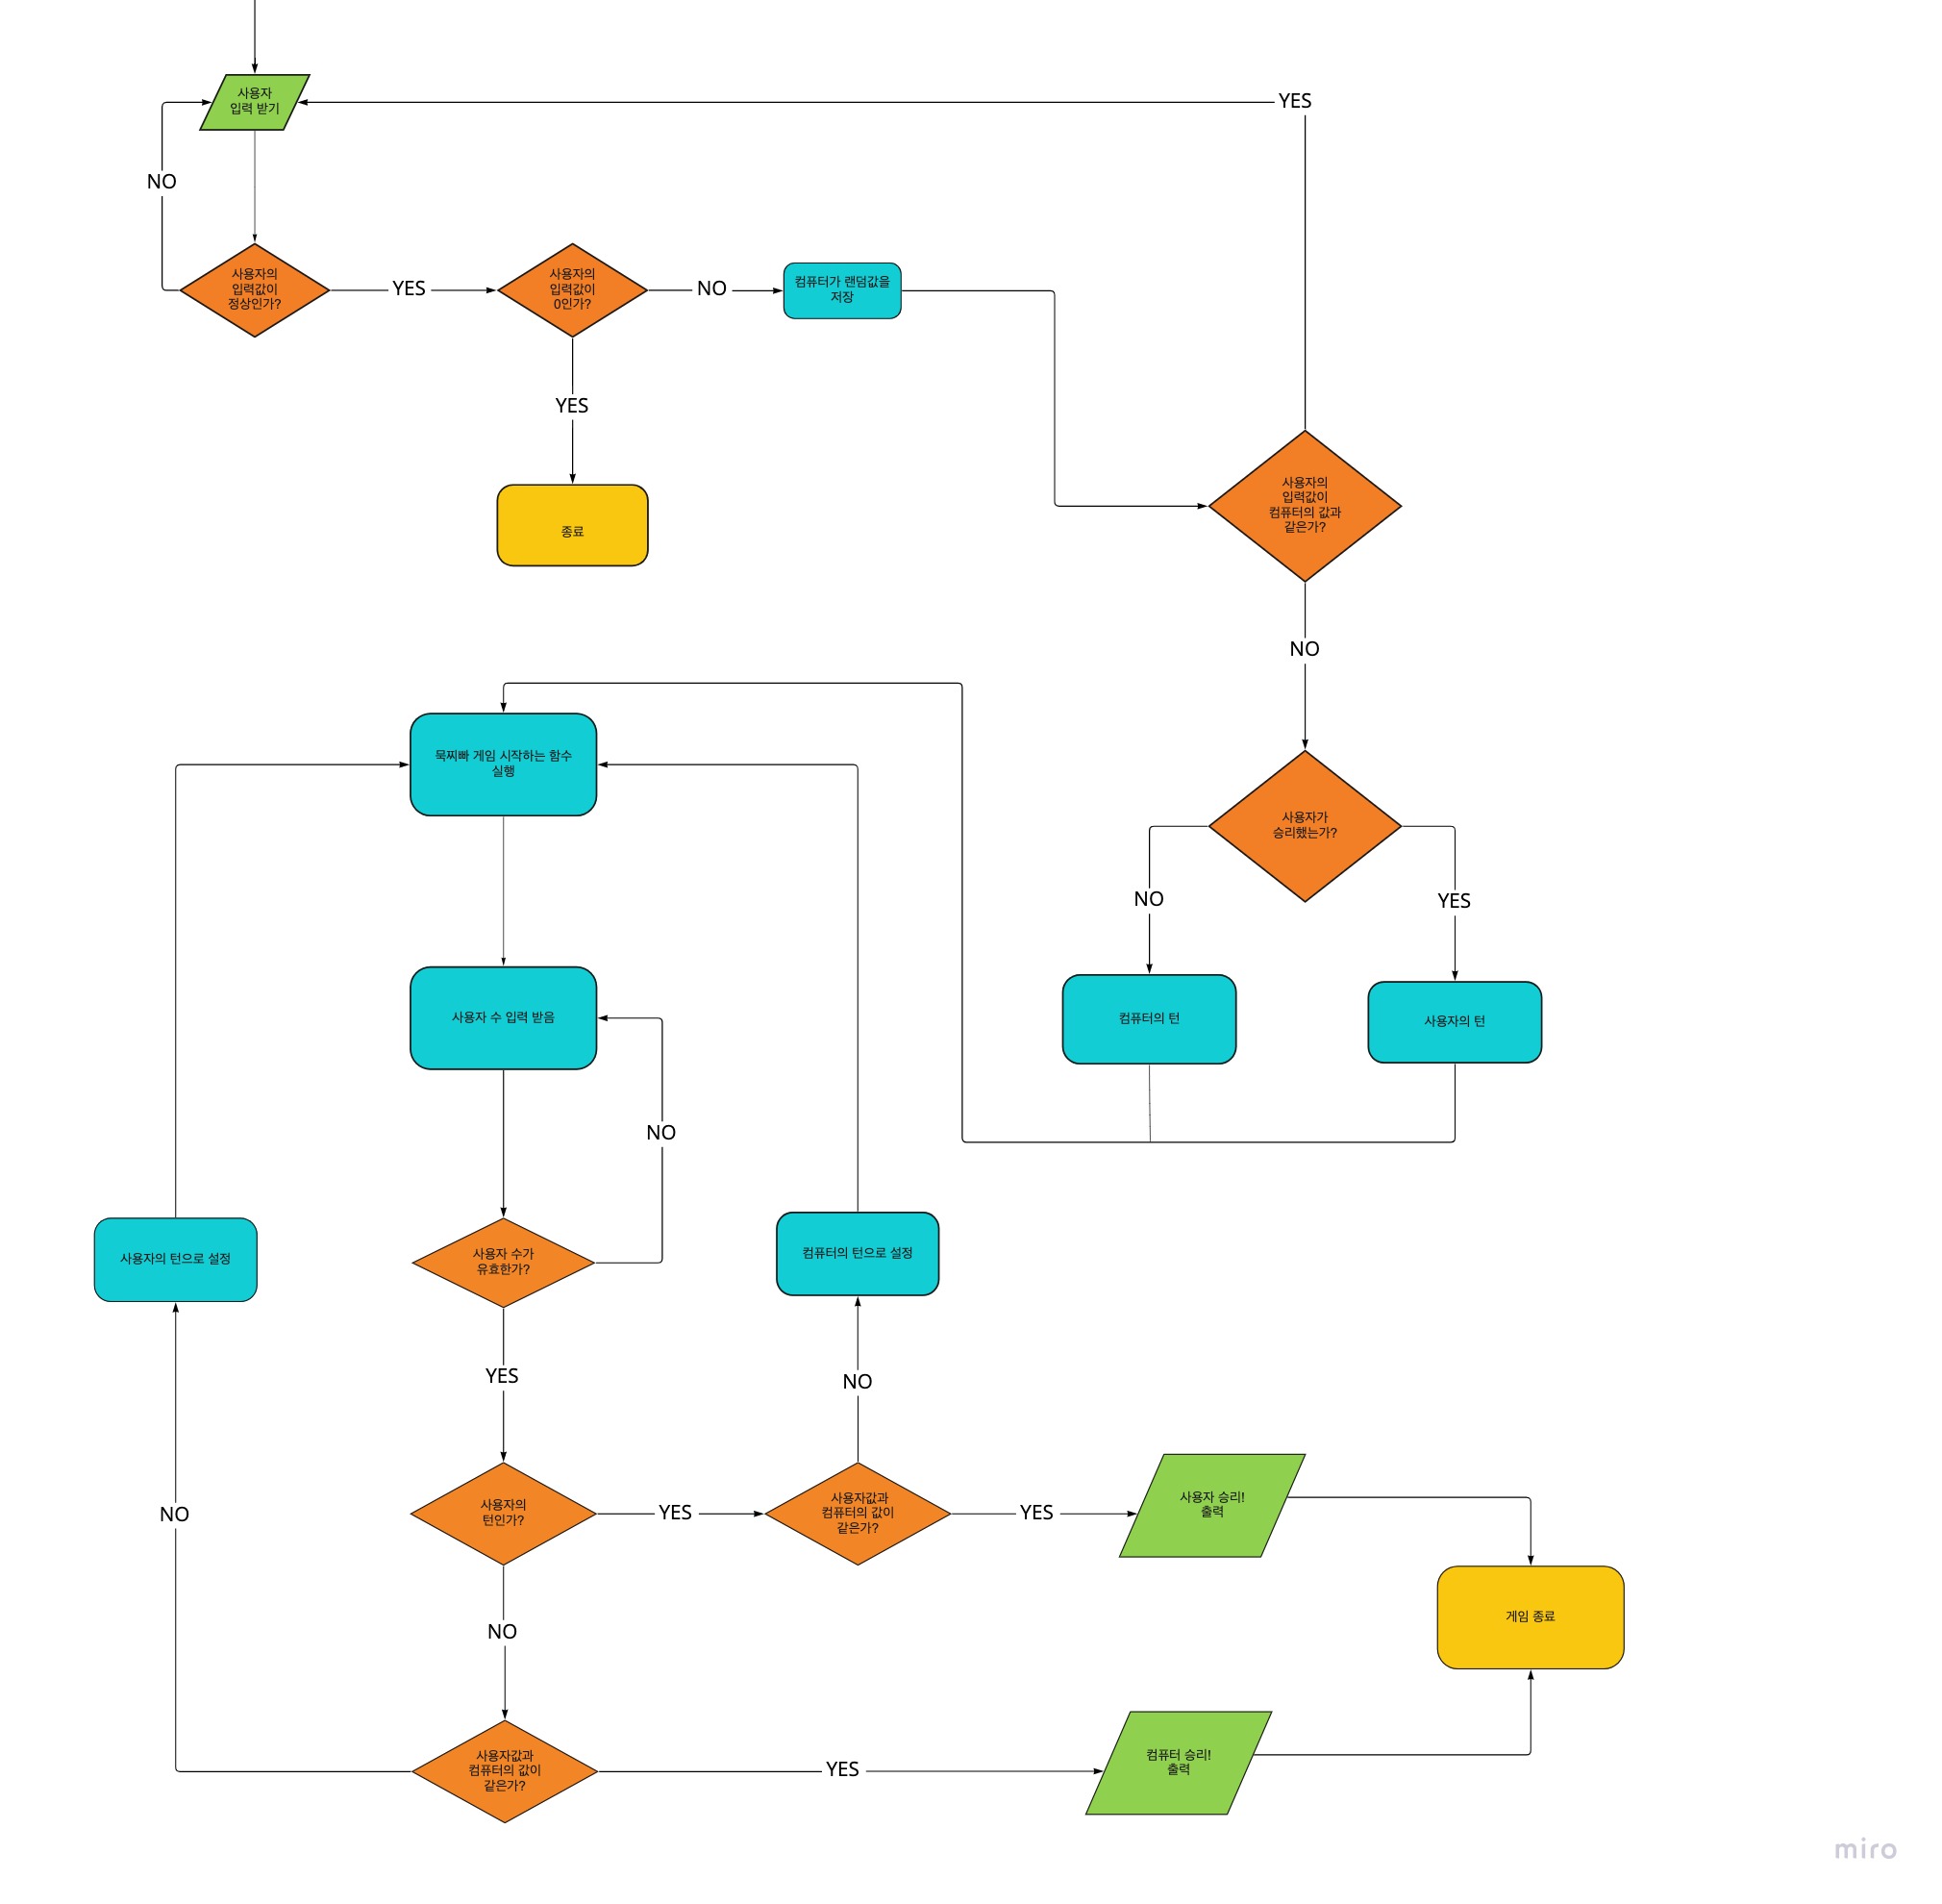 사용자
입력 받기
YES
NO
사용자의
입력값이
정상인가?
YES
사용자의
입력값이
0인가?
NO
컴퓨터가 랜덤값을
저장
YES
종료
사용자의
입력값이
컴퓨터의 값과
같은가?
NO
묵찌빠 게임 시작하는 함수
실행
사용자가
승리했는가?
NO
YES
사용자 수 입력 받음
컴퓨터의 턴
사용자의 턴
NO
사용자의 턴으로 설정
사용자 수가
유효한가?
컴퓨터의 턴으로 설정
YES
NO
NO
사용자의
턴인가?
YES
사용자값과
컴퓨터의 값이
같은가?
YES
사용자 승리!
출력
NO
게임 종료
사용자값과
컴퓨터의 값이
같은가?
YES
컴퓨터 승리!
출력
miro